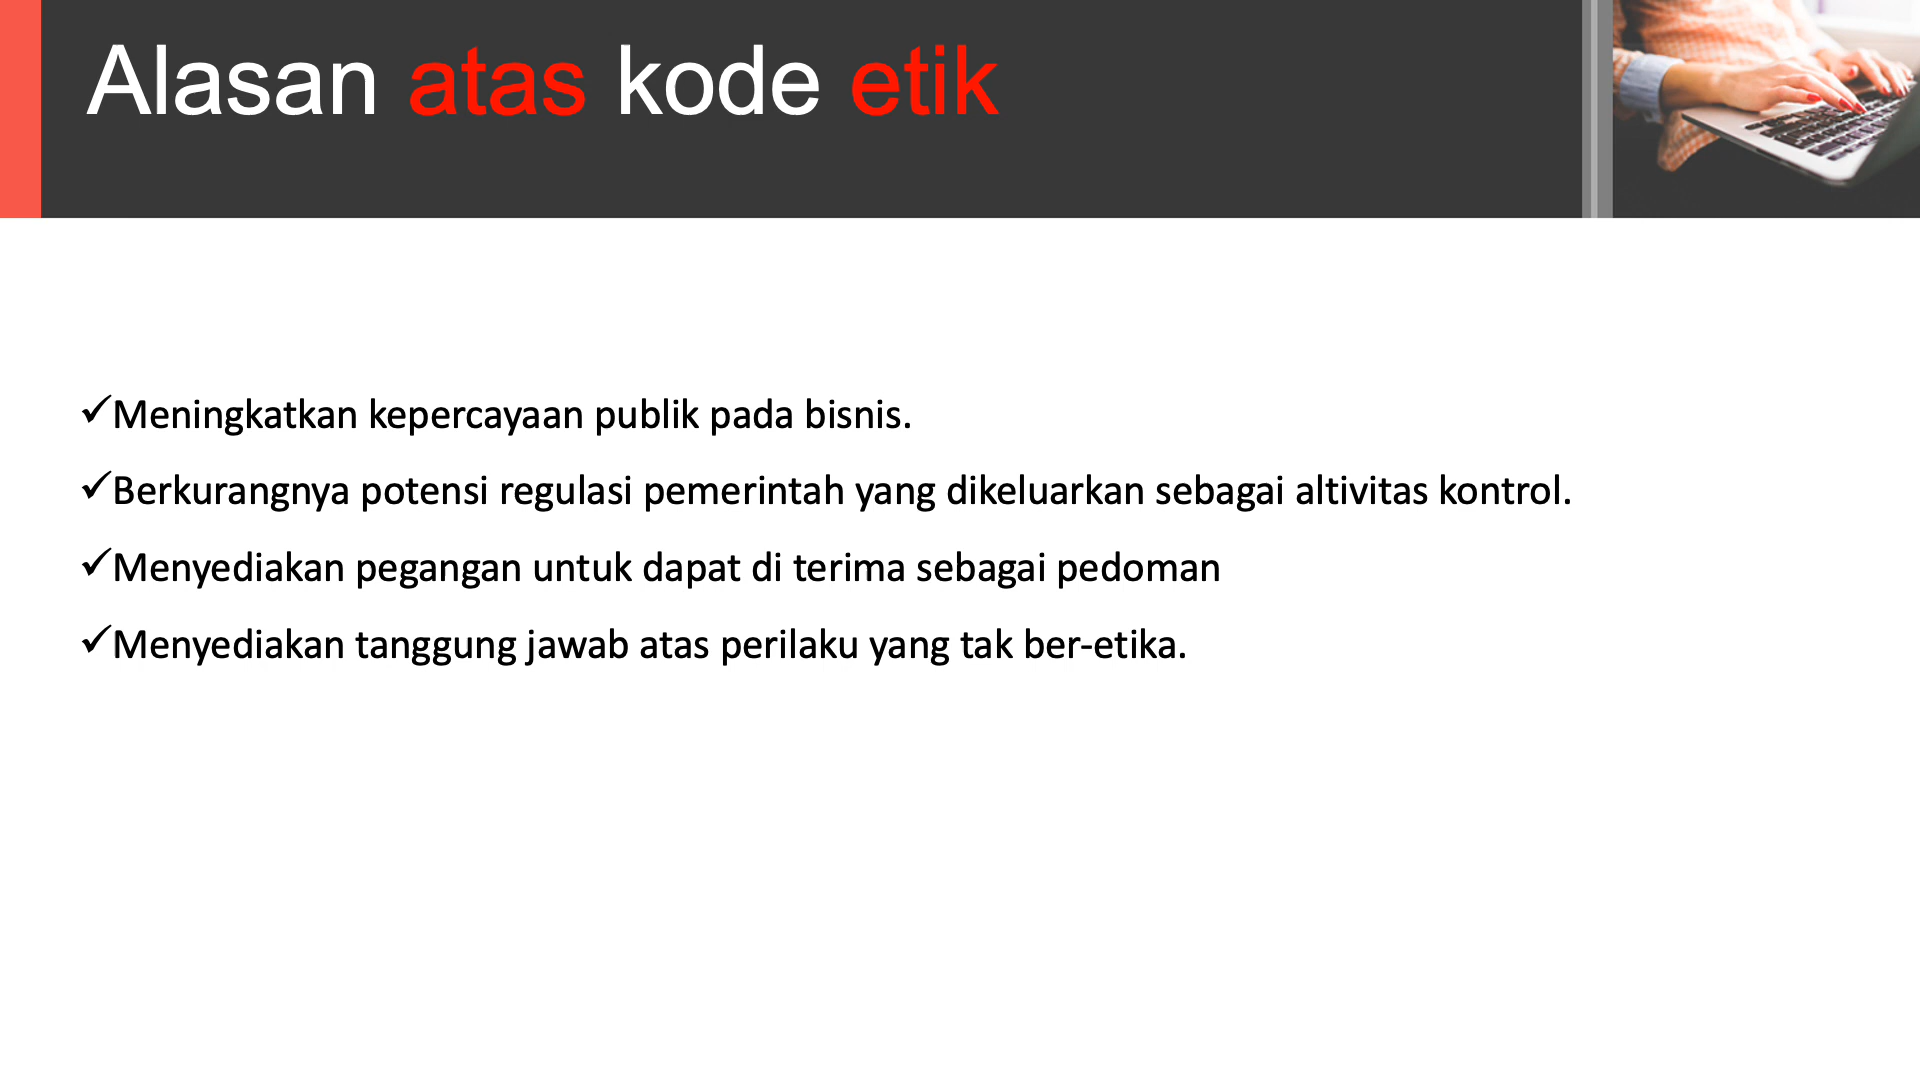 Alasan atas kode etik
✓Meningkatkan kepercayaan publik pada bisnis.
✓Berkurangnya potensi regulasi pemerintah yang dikeluarkan sebagai altivitas kontrol.
✓Menyediakan pegangan untuk dapat di terima sebagai pedoman
✓Menyediakan tanggung jawab atas perilaku yang tak ber-etika.